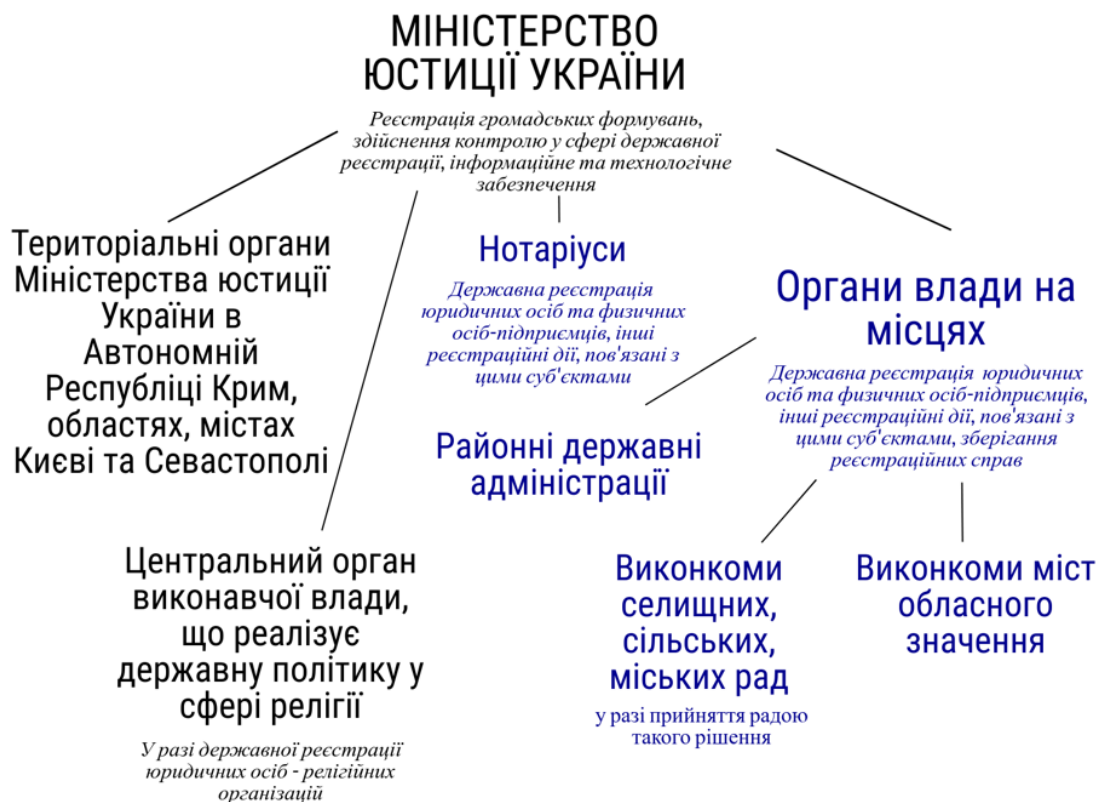 МІНІСТЕРСТВО
ЮСТИЦІЇ УКРАЇНИ
Реєстрація громадських формувань,
здійснення контролю у сфері державної
реєстрації, інформаційне та технологічне
забезпечення
Територіальні органи
Міністерства юстиції
України в
Автономній
Республіці Крим,
областях, містах
Києві та Севастополі
Нотаріуси
Державна реєстрація
юридичних осіб та физичних
осіб-підприємців, інші
реєстраційні дії, пов'язані з
цими суб'єктами
Органи влади на
місцях
Державна реєстрація юридичних
осіб та физичних осіб-підприємців,
інші реєстраційні дії, пов'язані з
цими суб'єктами, зберігання
реєстраційних справ
Районні державні
адміністрації
Центральний орган
виконавчої влади,
що реалізує
державну політику у
сфері релігії
У разі державної реєстрації
юридичних осіб - релігійних
організацій
Виконкоми
селищних,
сільських,
міських рад
у разі прийняття радою
такого рішення
Виконкоми міст
обласного
значення